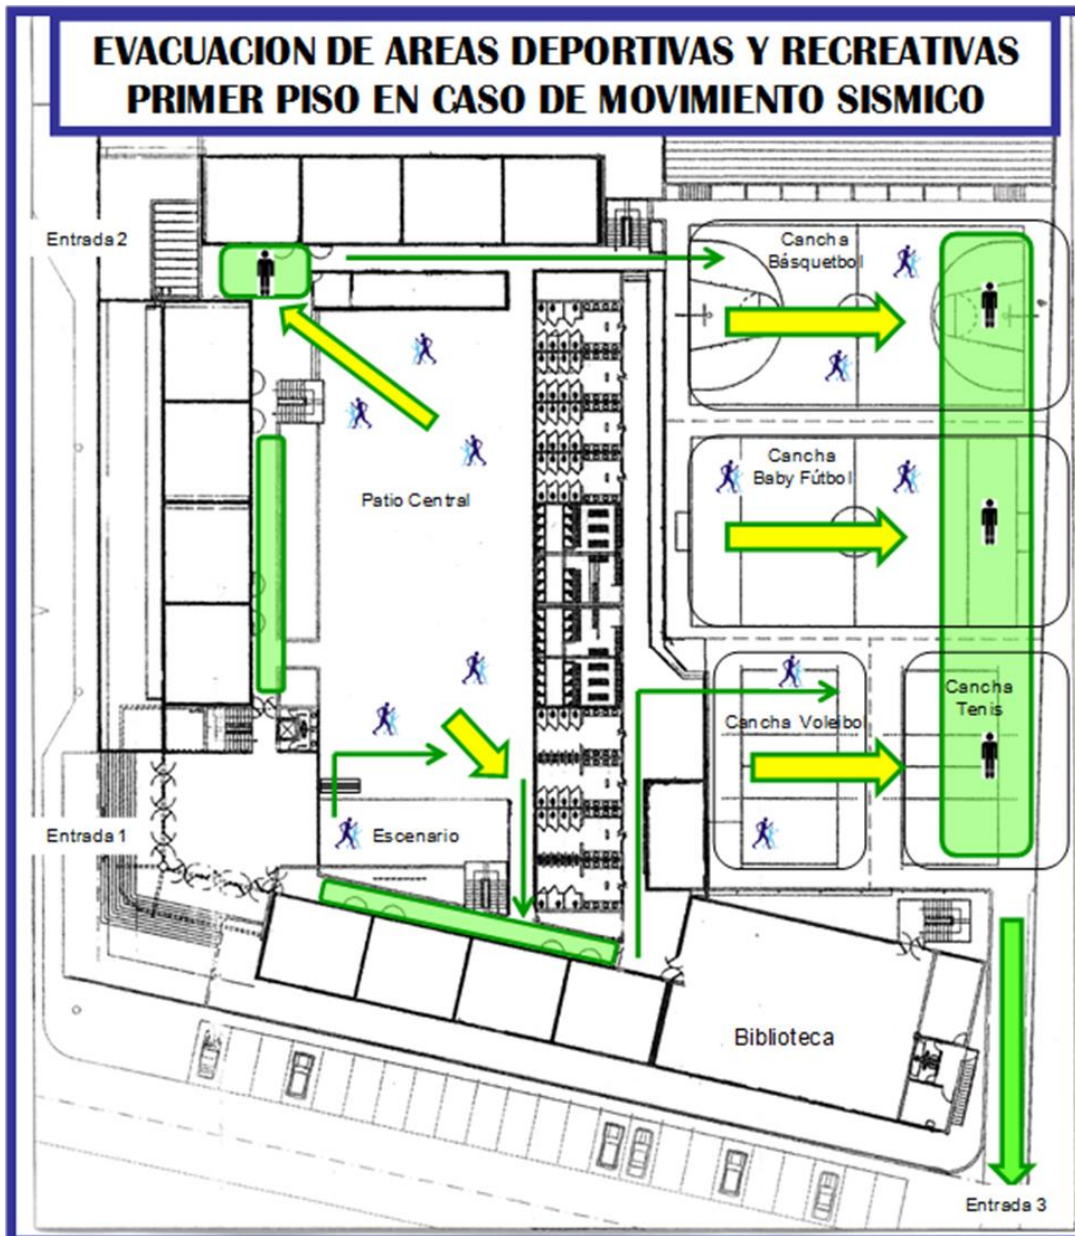 EVACUACION DE AREAS DEPORTIVAS Y RECREATIVAS
PRIMER PISO EN CASO DE MOVIMIENTO SISMICO
Entrada 2
Cancha
Básquetbol
Cancha
Baby Fútbol
Patio Central
Cancha
Tenis
Cancha Voleibo
Entrada 1
Escenario
Biblioteca
Entrada 3